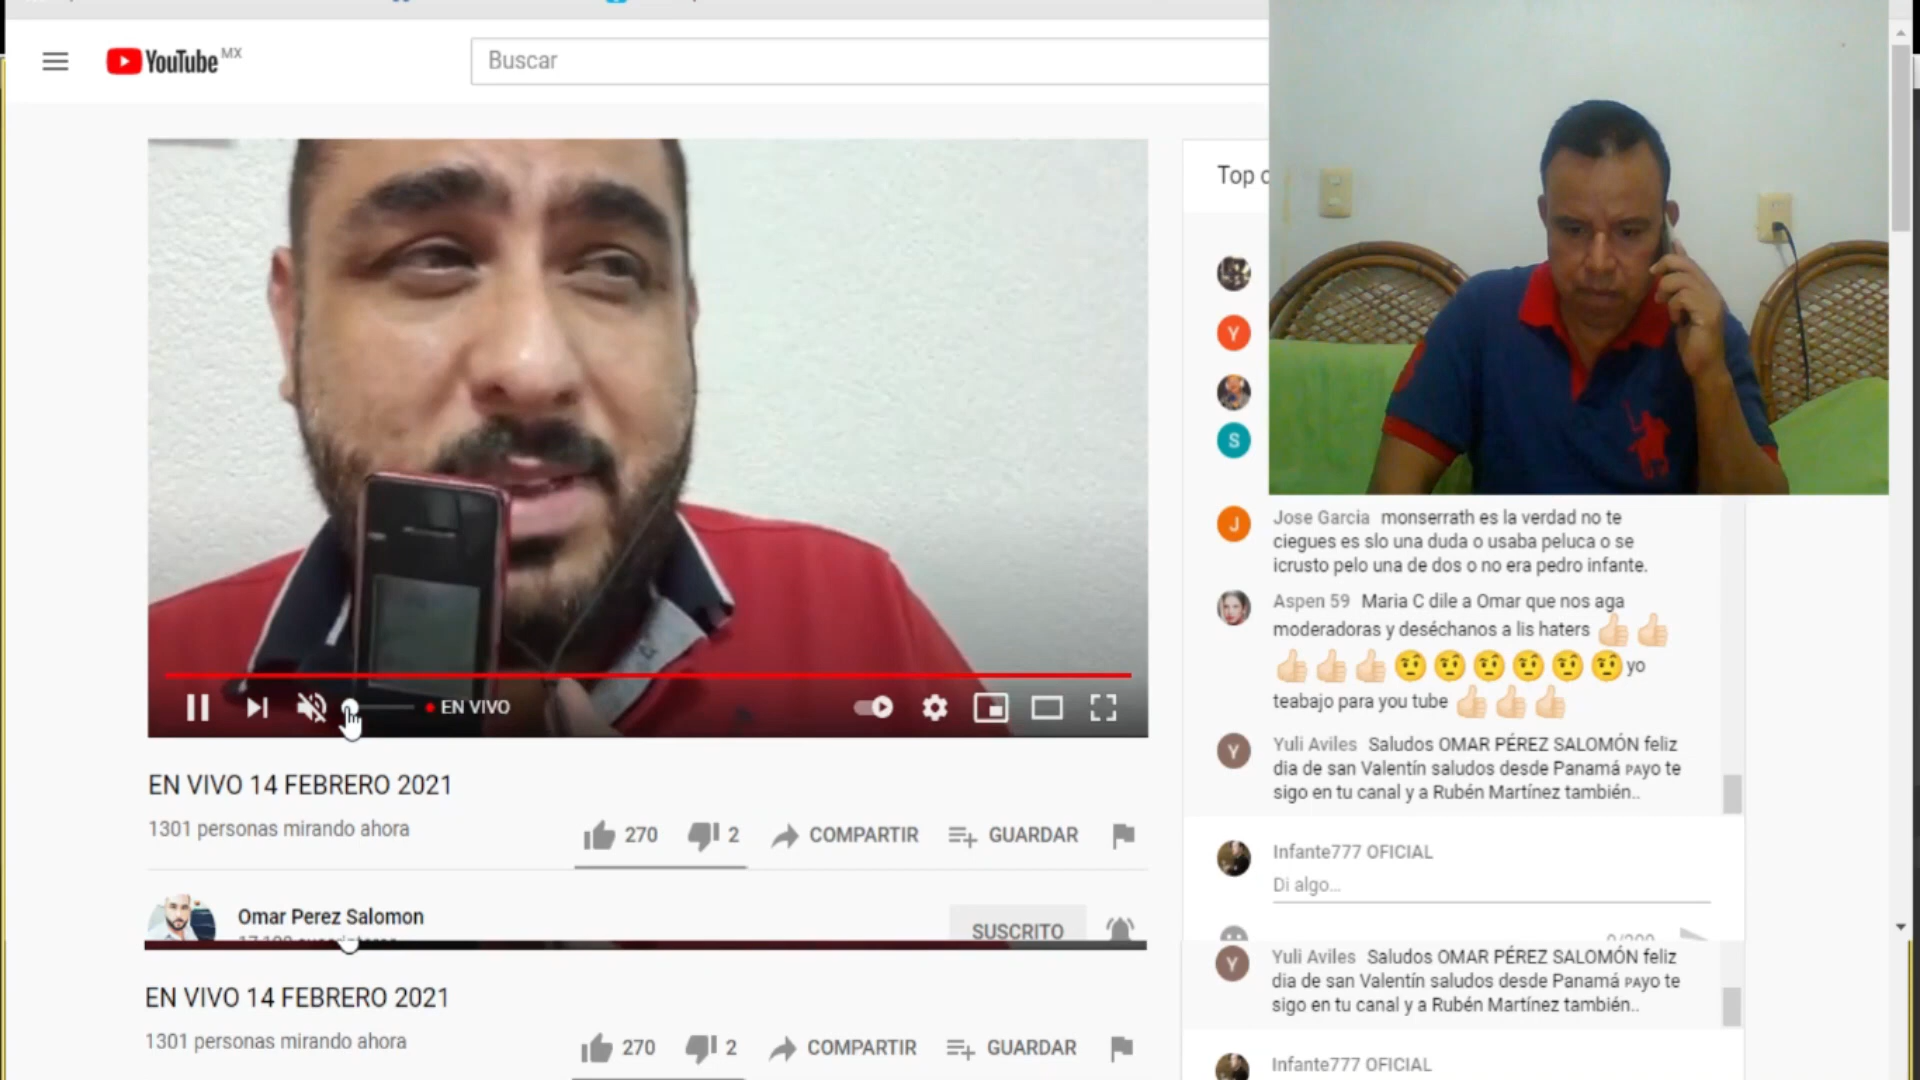 YouTube MX
Buscar
Top
Y
S
J
Jose Garcia monserrath es la verdad no te
ciegues es slo una duda o usaba peluca o se
icrusto pelo una de dos o no era pedro infante.
Aspen 59 Maria C dile a Omar que nos aga
moderadoras y deséchanos a lis haters 👍🏻👍🏻
👍🏻👍🏻👍🏻🤨🤨🤨🤨🤨🤨yo
teabajo para you tube 👍🏻👍🏻👍🏻
Y
Yuli Aviles Saludos OMAR PÉREZ SALOMÓN feliz
dia de san Valentín saludos desde Panamá ᴘᴀyo te
sigo en tu canal y a Rubén Martínez también..
Infante777 OFICIAL
Di algo...
0/200
EN VIVO
EN VIVO 14 FEBRERO 2021
1301 personas mirando ahora
270
2
COMPARTIR
GUARDAR
Omar Perez Salomon
SUSCRITO
Y
Yuli Aviles Saludos OMAR PÉREZ SALOMÓN feliz
dia de san Valentín saludos desde Panamá ᴘᴀyo te
sigo en tu canal y a Rubén Martínez también..
Infante777 OFICIAL
EN VIVO 14 FEBRERO 2021
1301 personas mirando ahora
270
2
COMPARTIR
GUARDAR